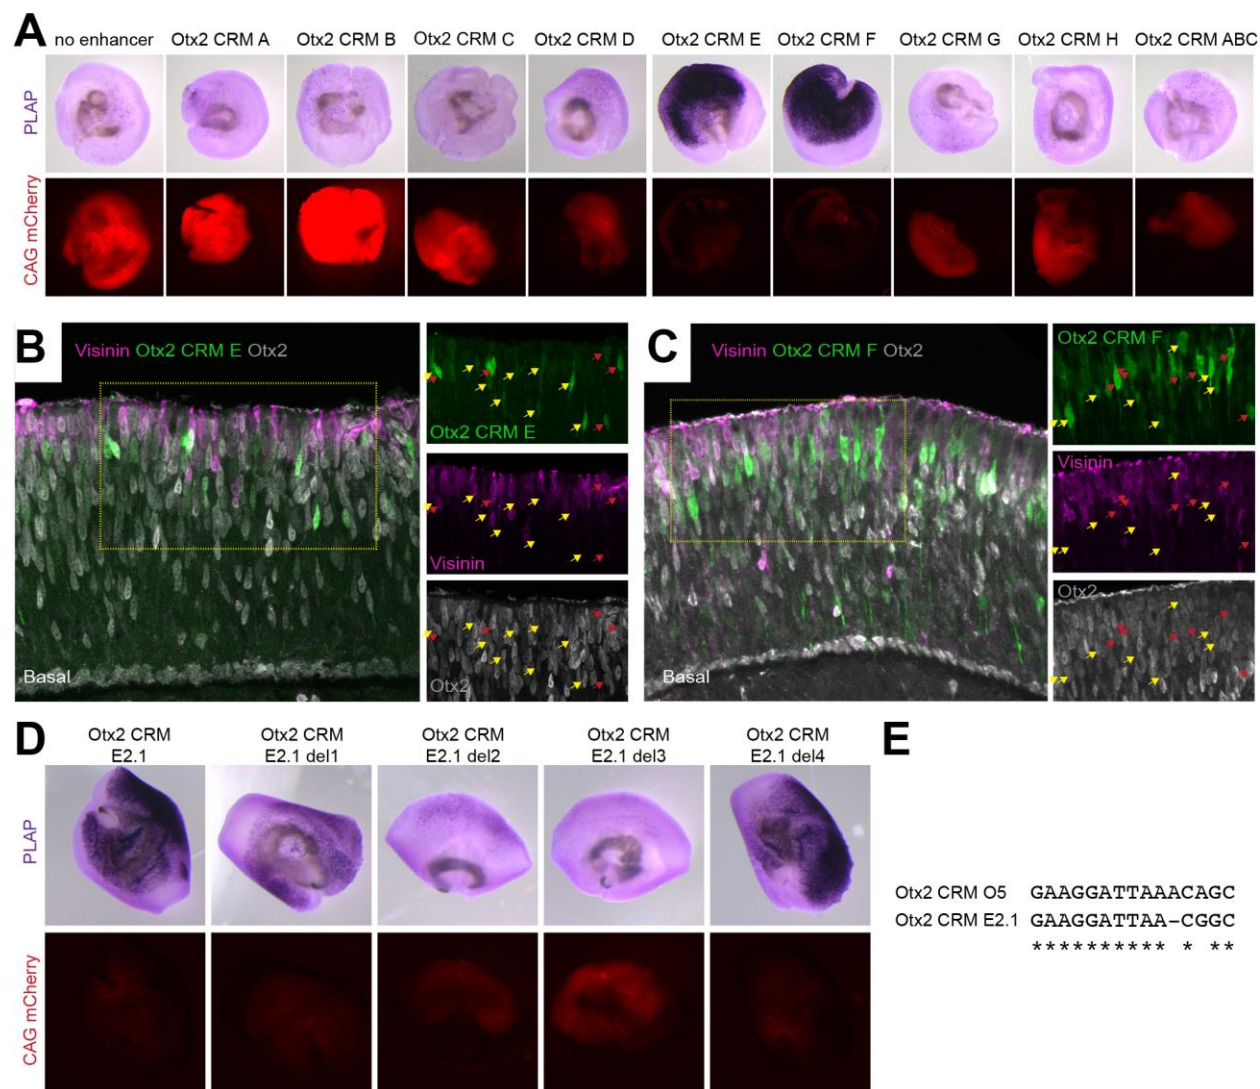 A
no enhancer Otx2 CRM A Otx2 CRM B Otx2 CRM C Otx2 CRM D Otx2 CRM E Otx2 CRM F Otx2 CRM G Otx2 CRM H Otx2 CRM ABC
PLAP
CAG mCherry
B
Visinin Otx2 CRM E Otx2
Basal
Otx2 CRM E
Visinin
Otx2
C
Visinin Otx2 CRM F Otx2
Basal
Otx2 CRM F
Visinin
Otx2
D
Otx2 CRM Otx2 CRM Otx2 CRM Otx2 CRM Otx2 CRM
E2.1 E2.1 del1 E2.1 del2 E2.1 del3 E2.1 del4
PLAP
CAG mCherry
E
Otx2 CRM O5 GAAGGATTAAACAGC
Otx2 CRM E2.1 GAAGGATTAA–CGGC
********** * **